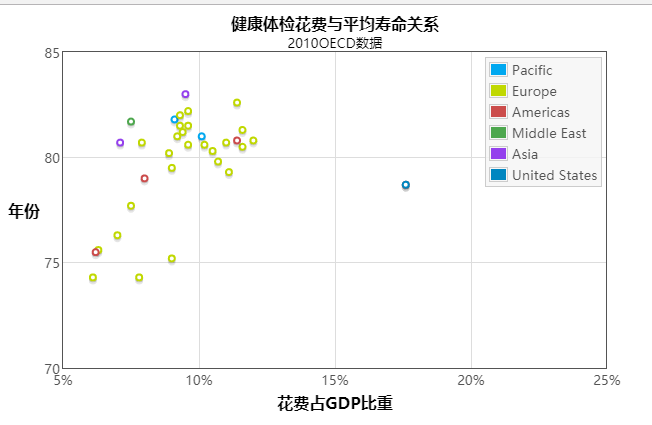 健康体检花费与平均寿命关系
2010OECD数据
85
80
75
70
年份
5%
10%
15%
20%
25%
花费占GDP比重
Pacific
Europe
Americas
Middle East
Asia
United States